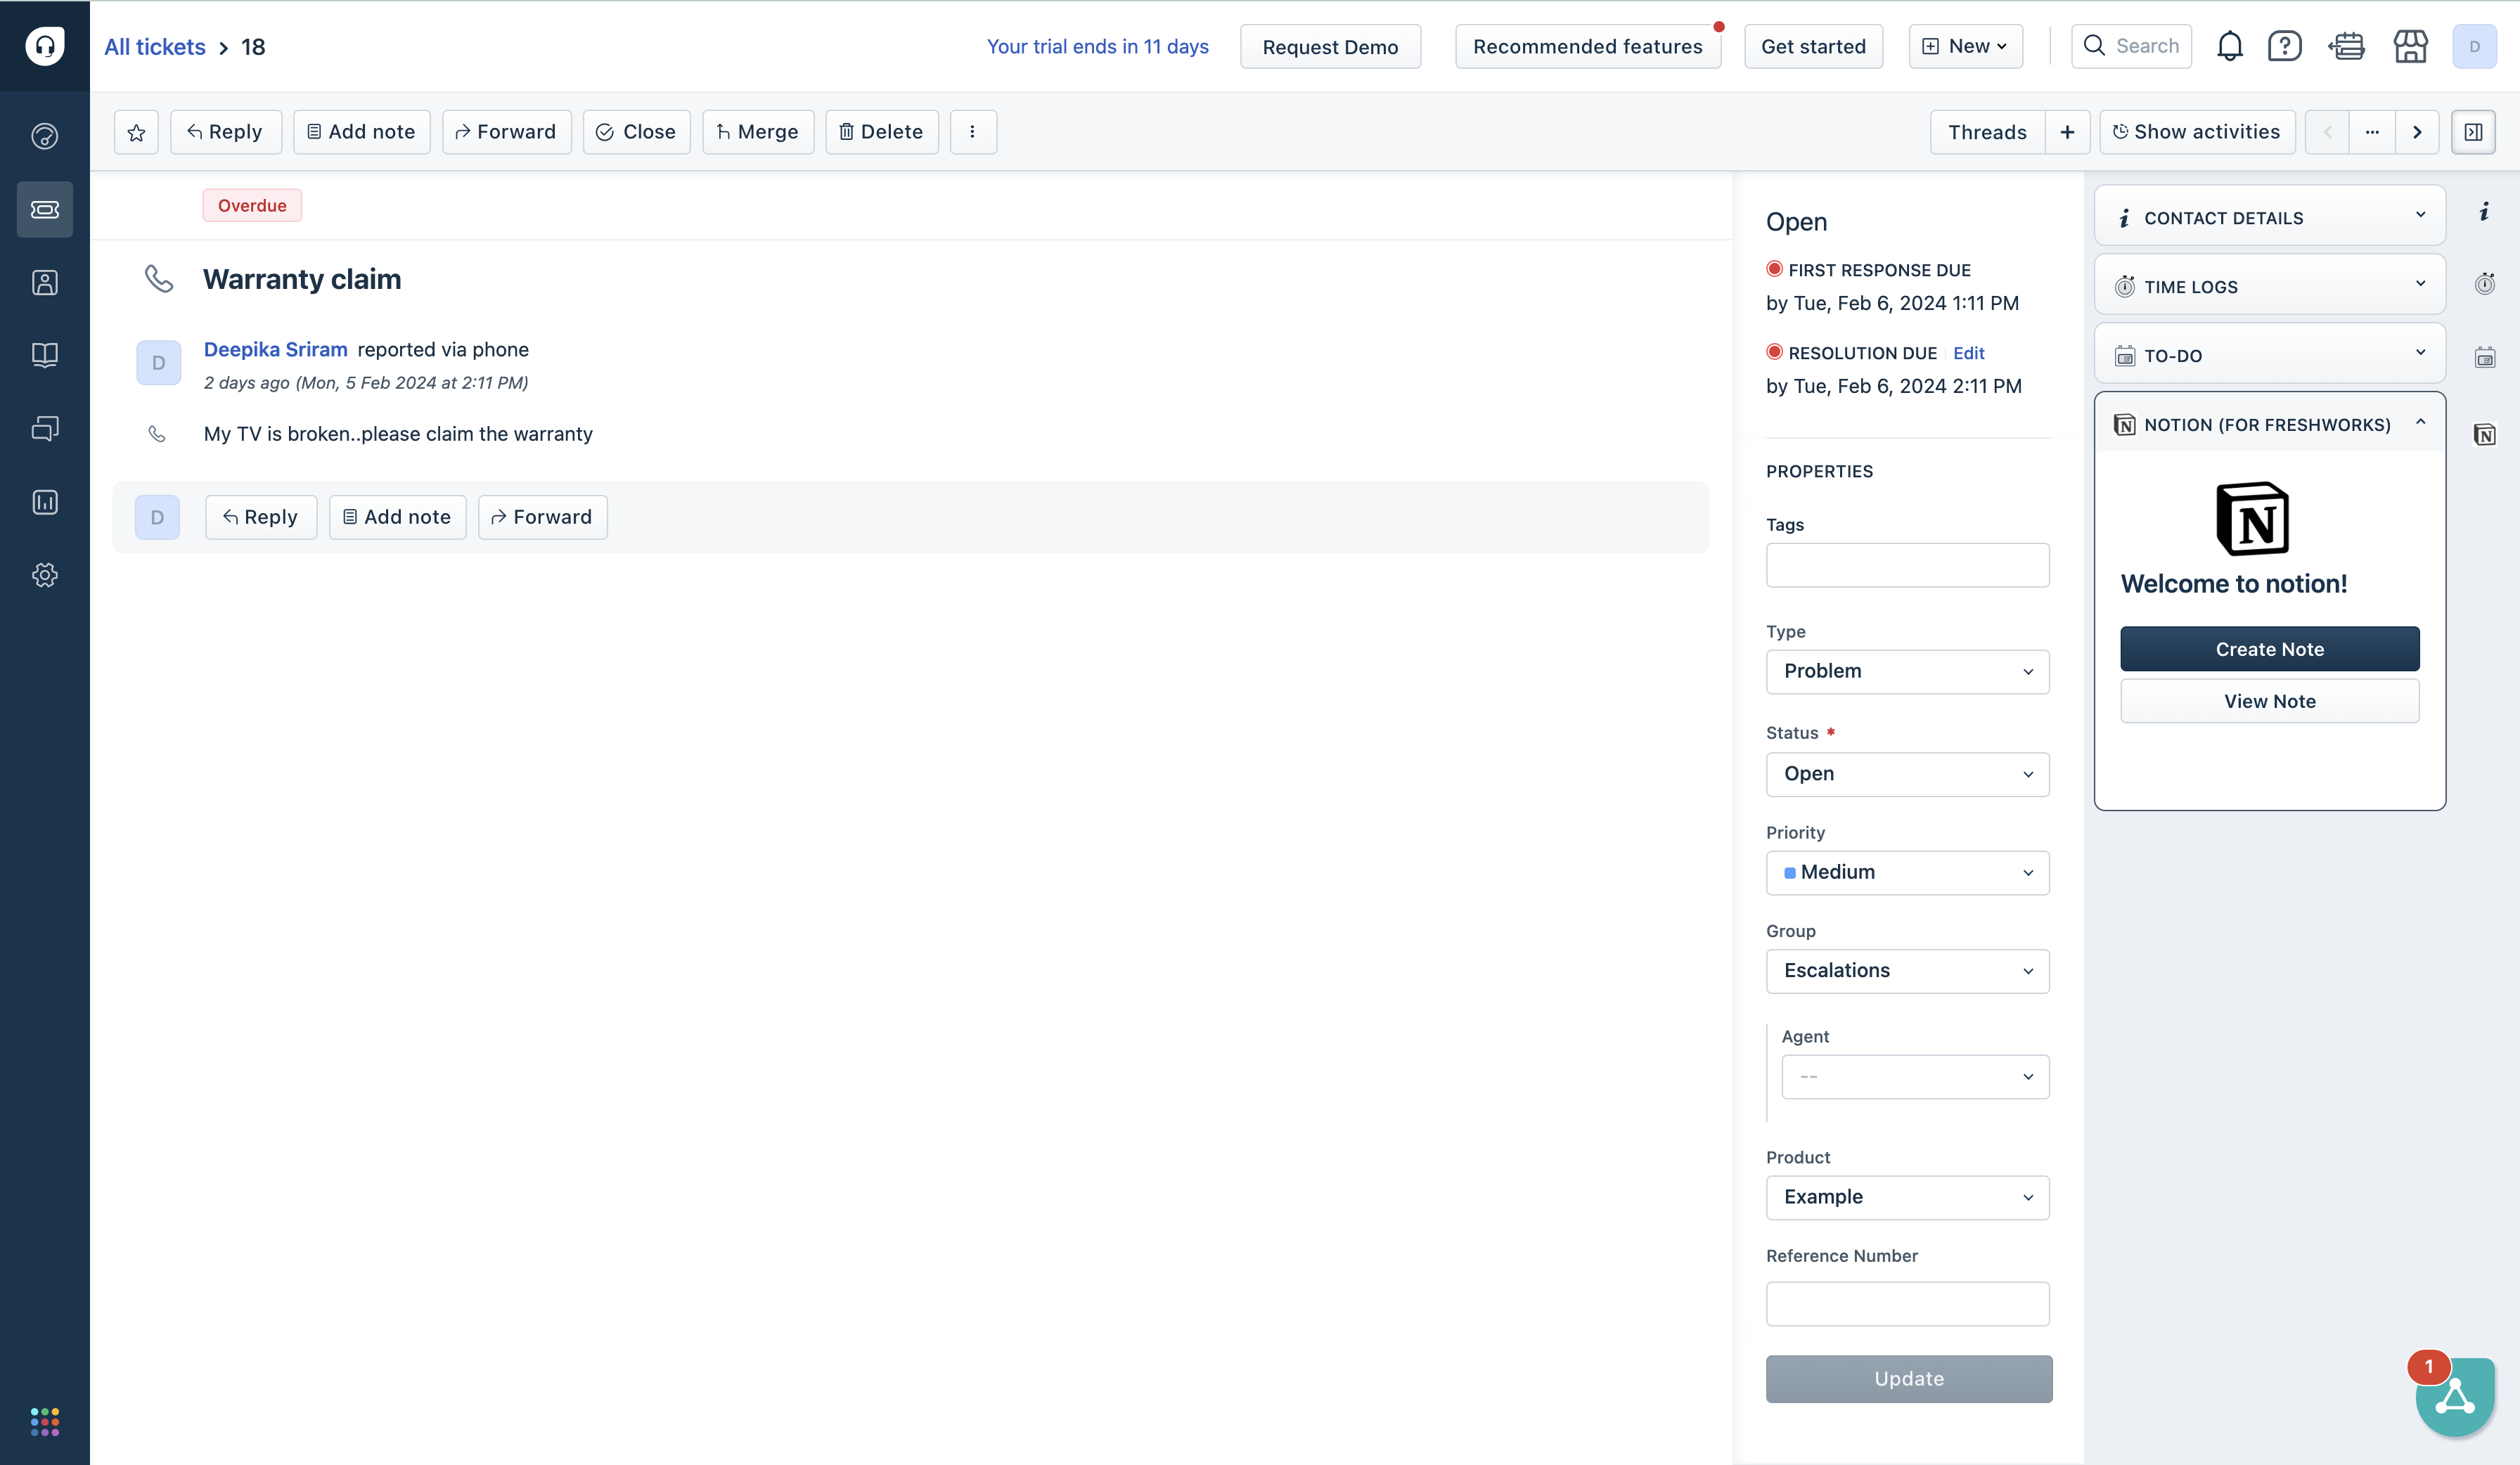 All tickets > 18
Your trial ends in 11 days
Request Demo
Recommended features
Get started
New
Search
D
Reply
Add note
Forward
Close
Merge
Delete
Threads
+
Show activities
Overdue
Warranty claim
D
Deepika Sriram reported via phone
2 days ago (Mon, 5 Feb 2024 at 2:11 PM)
My TV is broken..please claim the warranty
D
Reply
Add note
Forward
Open
FIRST RESPONSE DUE
by Tue, Feb 6, 2024 1:11 PM
RESOLUTION DUE Edit
by Tue, Feb 6, 2024 2:11 PM
PROPERTIES
Tags
Type
Problem
Status *
Open
Priority
Medium
Group
Escalations
Agent
--
Product
Example
Reference Number
Update
CONTACT DETAILS
TIME LOGS
TO-DO
NOTION (FOR FRESHWORKS)
N
Welcome to notion!
Create Note
View Note
1